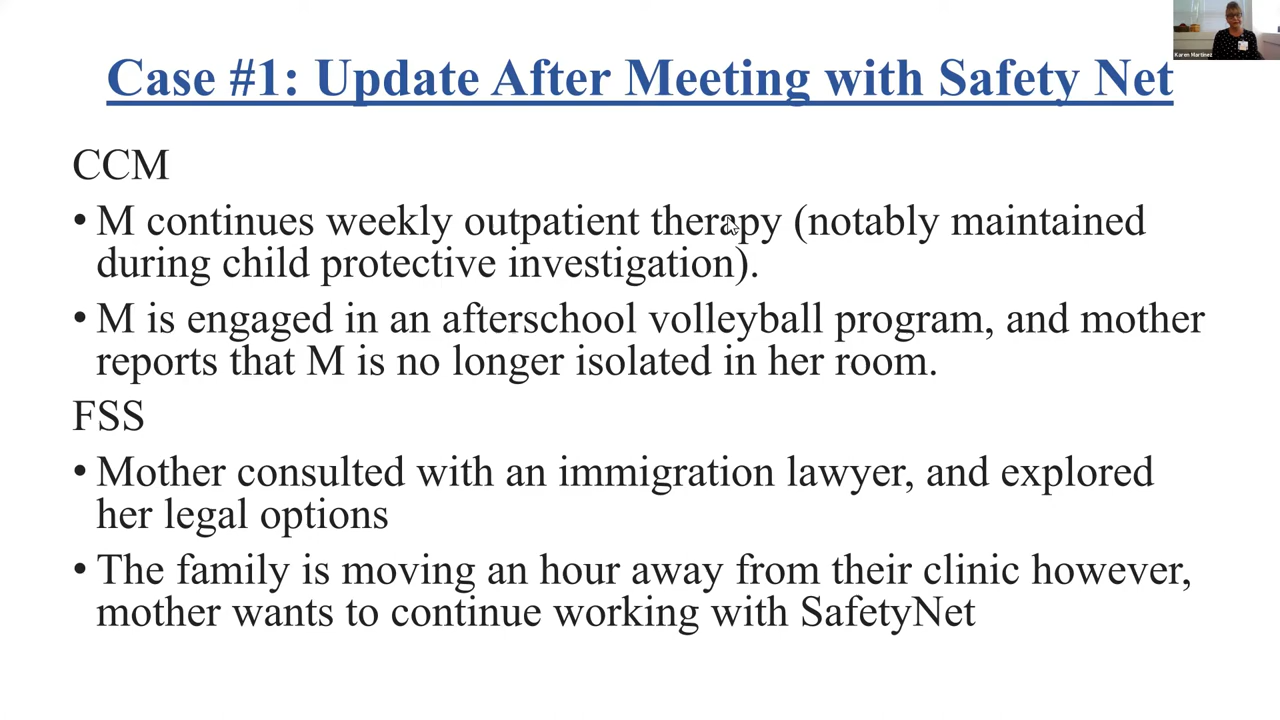 Karen Martinez
Case #1: Update After Meeting with Safety Net
CCM
• M continues weekly outpatient therapy (notably maintained
during child protective investigation).
• M is engaged in an afterschool volleyball program, and mother
reports that M is no longer isolated in her room.
FSS
• Mother consulted with an immigration lawyer, and explored
her legal options
• The family is moving an hour away from their clinic however,
mother wants to continue working with SafetyNet